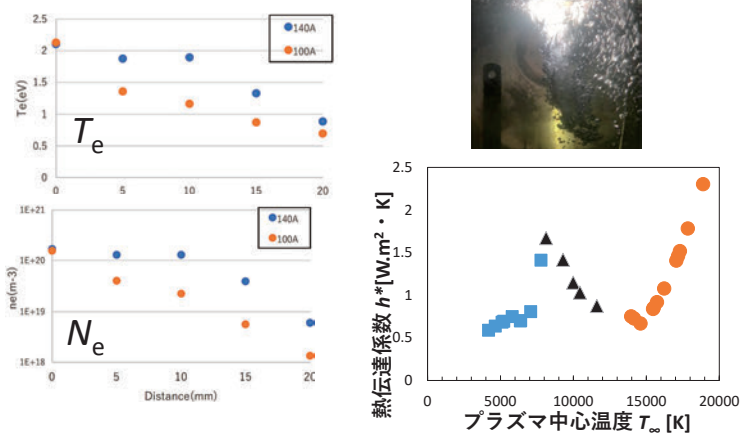 2.5
2
1.5
1
0.5
0
Te(eV)
140A
100A
Te
0 5 10 15 20
1E+21
1E+20
1E+19
1E+18
ne(m-3)
140A
100A
Ne
0 5 10 15 20
Distance(mm)
2.5
2
1.5
1
0.5
0
熱伝達係数 h*[W.m²・K]
0 5000 10000 15000 20000
プラズマ中心温度 T∞ [K]